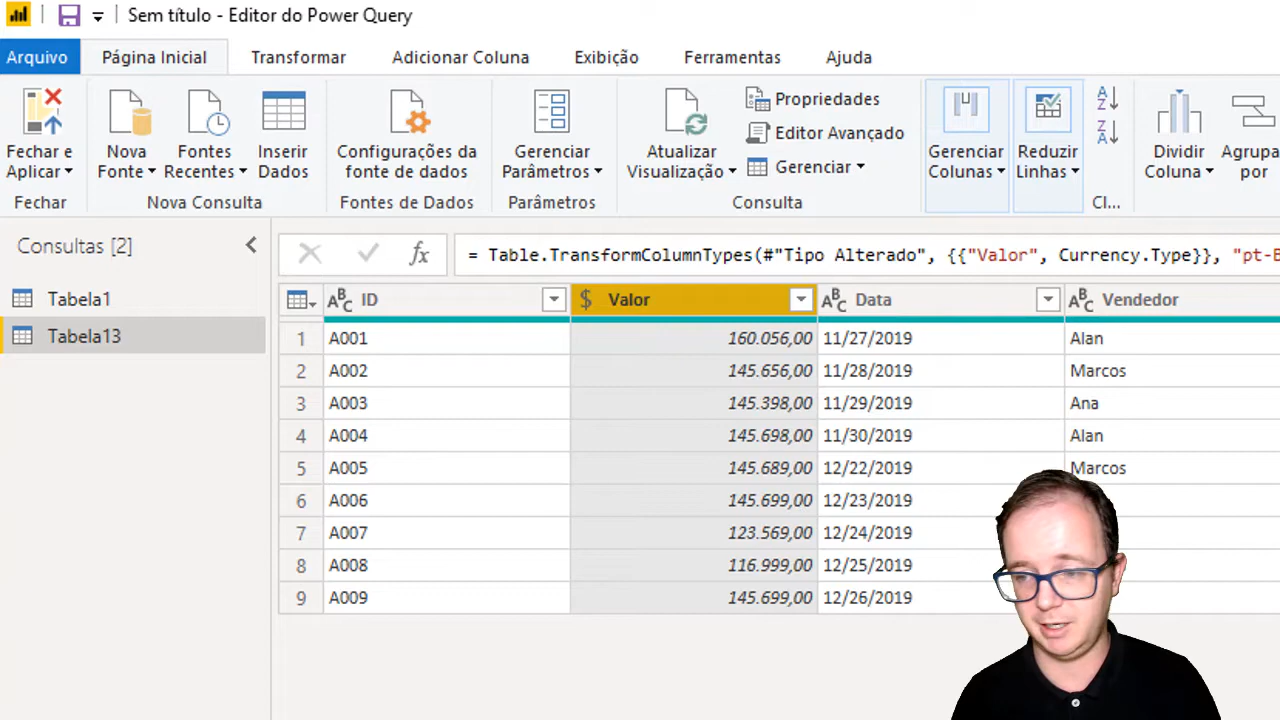 Sem título - Editor do Power Query
Arquivo Página Inicial Transformar Adicionar Coluna Exibição Ferramentas Ajuda
Fechar e Aplicar
Nova Fonte
Fontes Recentes
Inserir Dados
Configurações da fonte de dados
Gerenciar Parâmetros
Atualizar Visualização
Propriedades
Editor Avançado
Gerenciar
Gerenciar Colunas
Reduzir Linhas
Dividir Coluna
Agrupa por
Fechar Nova Consulta Fontes de Dados Parâmetros Consulta Cl...
Consultas [2]
Tabela1
Tabela13
fx = Table.TransformColumnTypes(#"Tipo Alterado", {{"Valor", Currency.Type}}, "pt-B
ABC ID $ Valor ABC Data ABC Vendedor
1 A001 160.056,00 11/27/2019 Alan
2 A002 145.656,00 11/28/2019 Marcos
3 A003 145.398,00 11/29/2019 Ana
4 A004 145.698,00 11/30/2019 Alan
5 A005 145.689,00 12/22/2019 Marcos
6 A006 145.699,00 12/23/2019
7 A007 123.569,00 12/24/2019
8 A008 116.999,00 12/25/2019
9 A009 145.699,00 12/26/2019